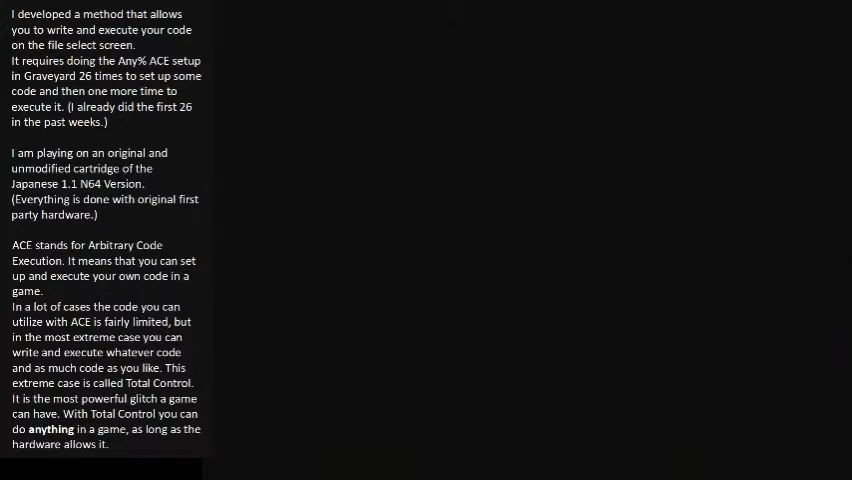 I developed a method that allows
you to write and execute your code
on the file select screen.
It requires doing the Any% ACE setup
in Graveyard 26 times to set up some
code and then one more time to
execute it. (I already did the first 26
in the past weeks.)
I am playing on an original and
unmodified cartridge of the
Japanese 1.1 N64 Version.
(Everything is done with original first
party hardware.)
ACE stands for Arbitrary Code
Execution. It means that you can set
up and execute your own code in a
game.
In a lot of cases the code you can
utilize with ACE is fairly limited, but
in the most extreme case you can
write and execute whatever code
and as much code as you like. This
extreme case is called Total Control.
It is the most powerful glitch a game
can have. With Total Control you can
do anything in a game, as long as the
hardware allows it.